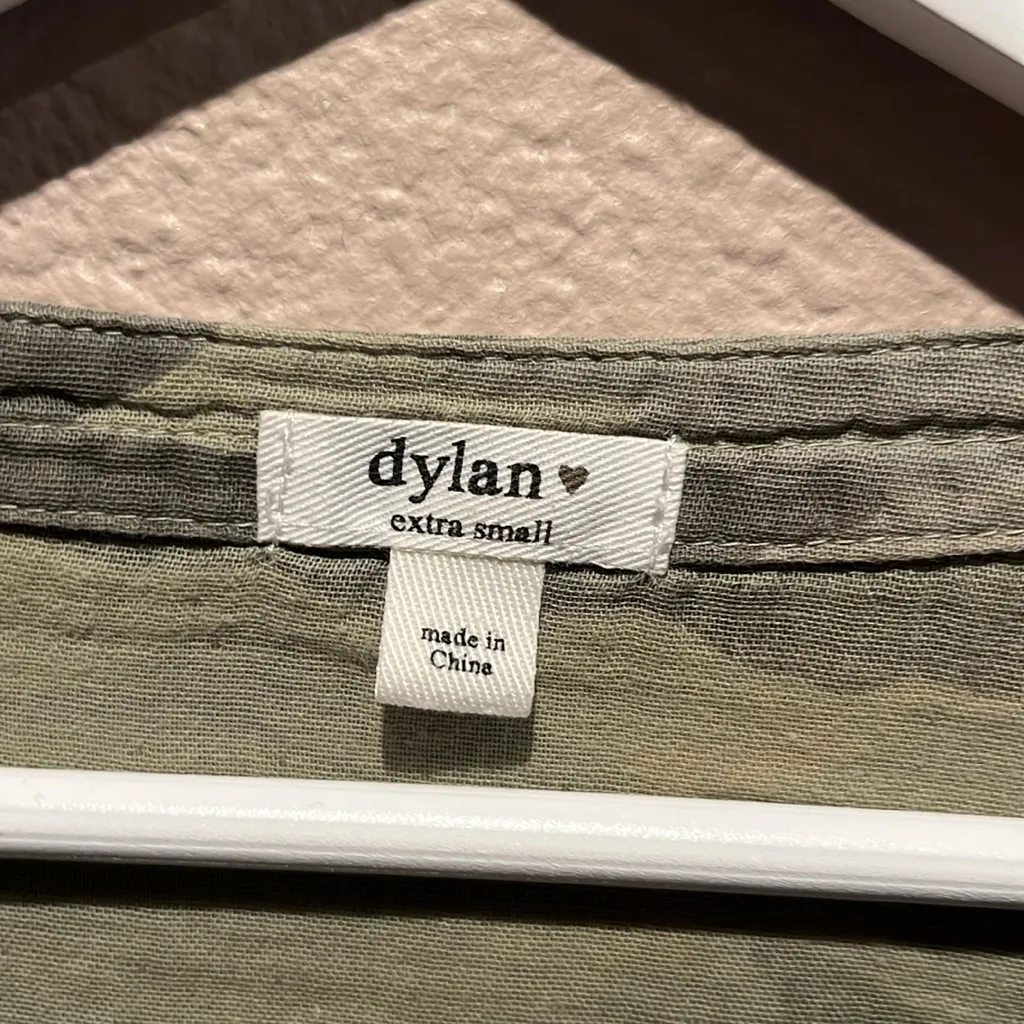 dylan ♥
extra small
made in
China